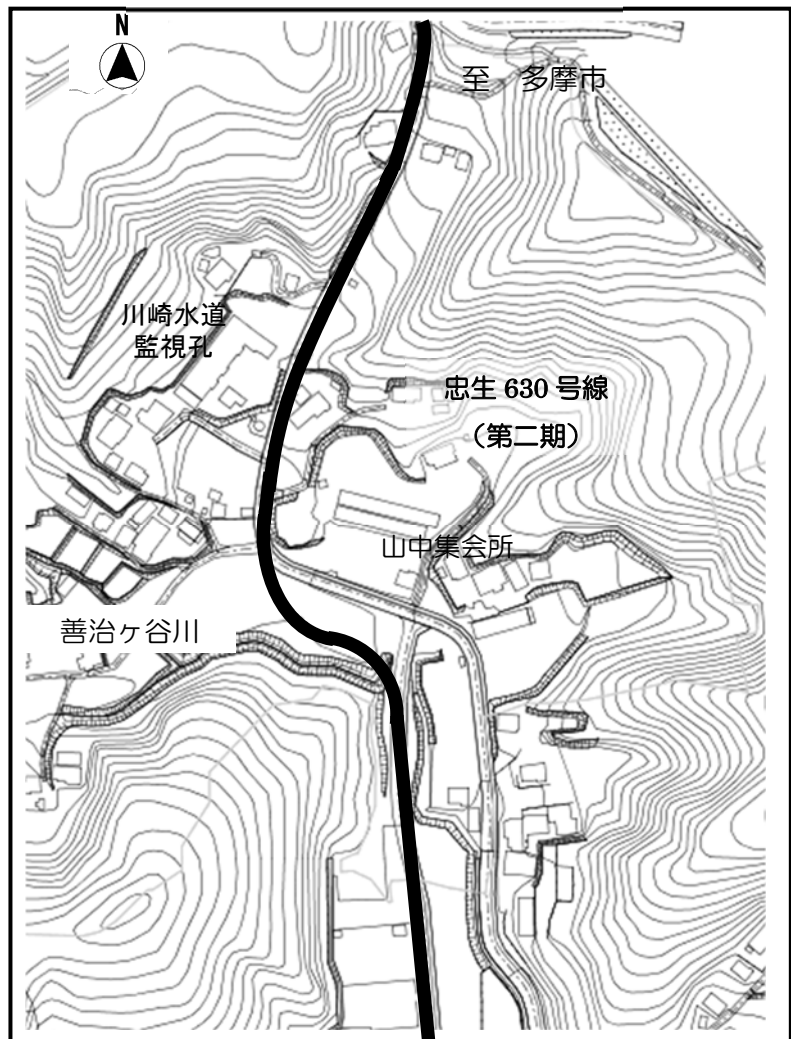 N
至 多摩市
川崎水道
監視孔
忠生 630 号線
（第二期）
山中集会所
善治ヶ谷川